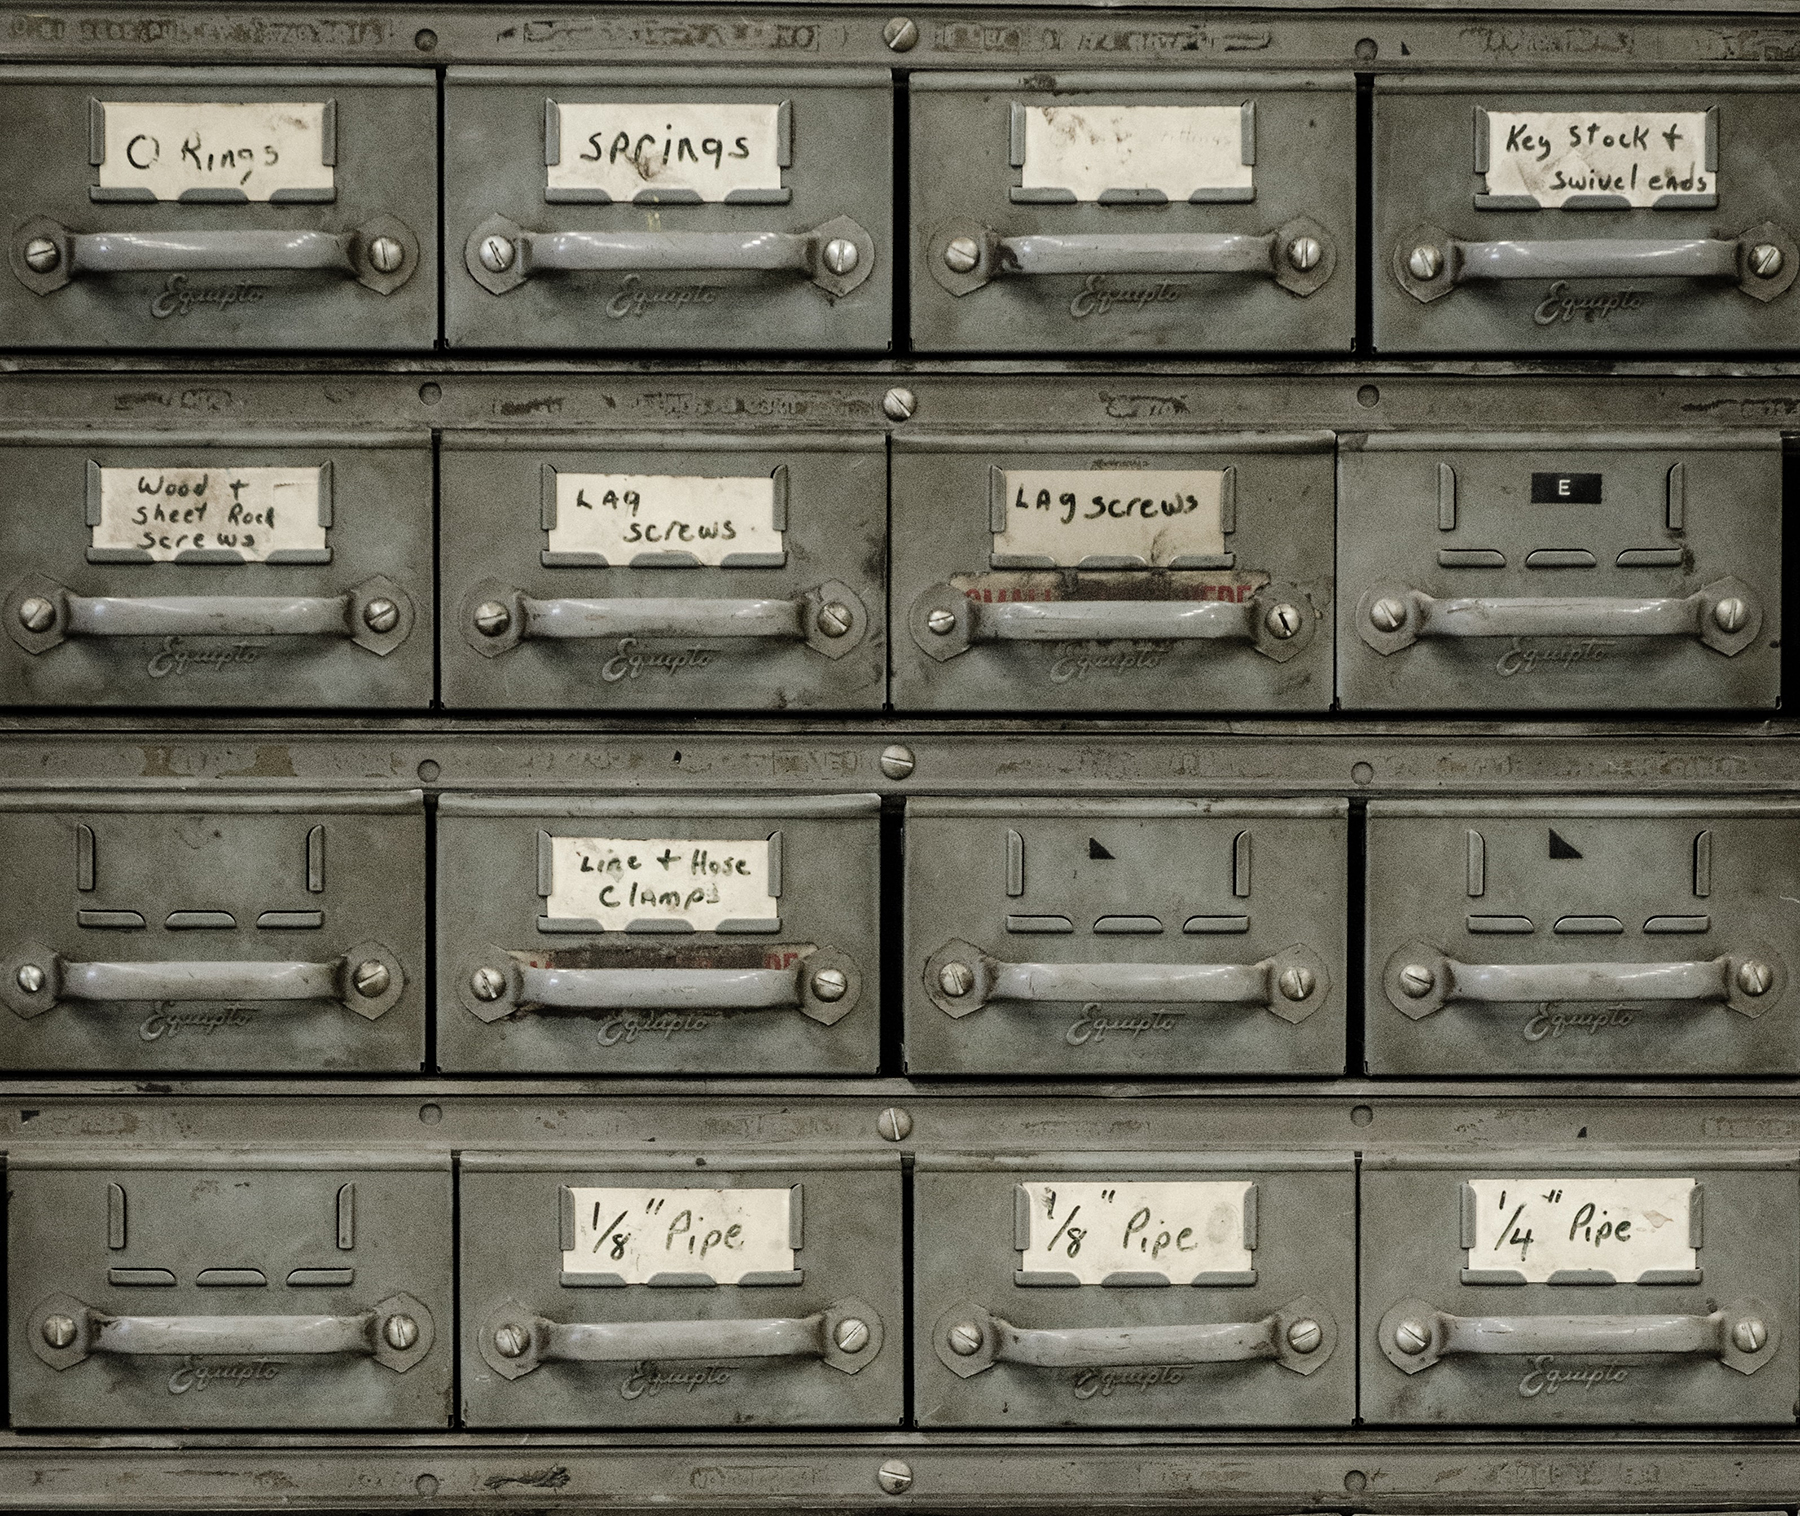 O Rings
springs
Key Stock +
swivel ends
Equipto
Equipto
Equipto
Equipto
Wood +
Sheet Rock
screws
LAg
screws
LAg screws
E
Equipto
Equipto
Equipto
Equipto
Line + Hose
Clamps
Equipto
Equipto
Equipto
Equipto
1/8" Pipe
1/8" Pipe
1/4" Pipe
Equipto
Equipto
Equipto
Equipto